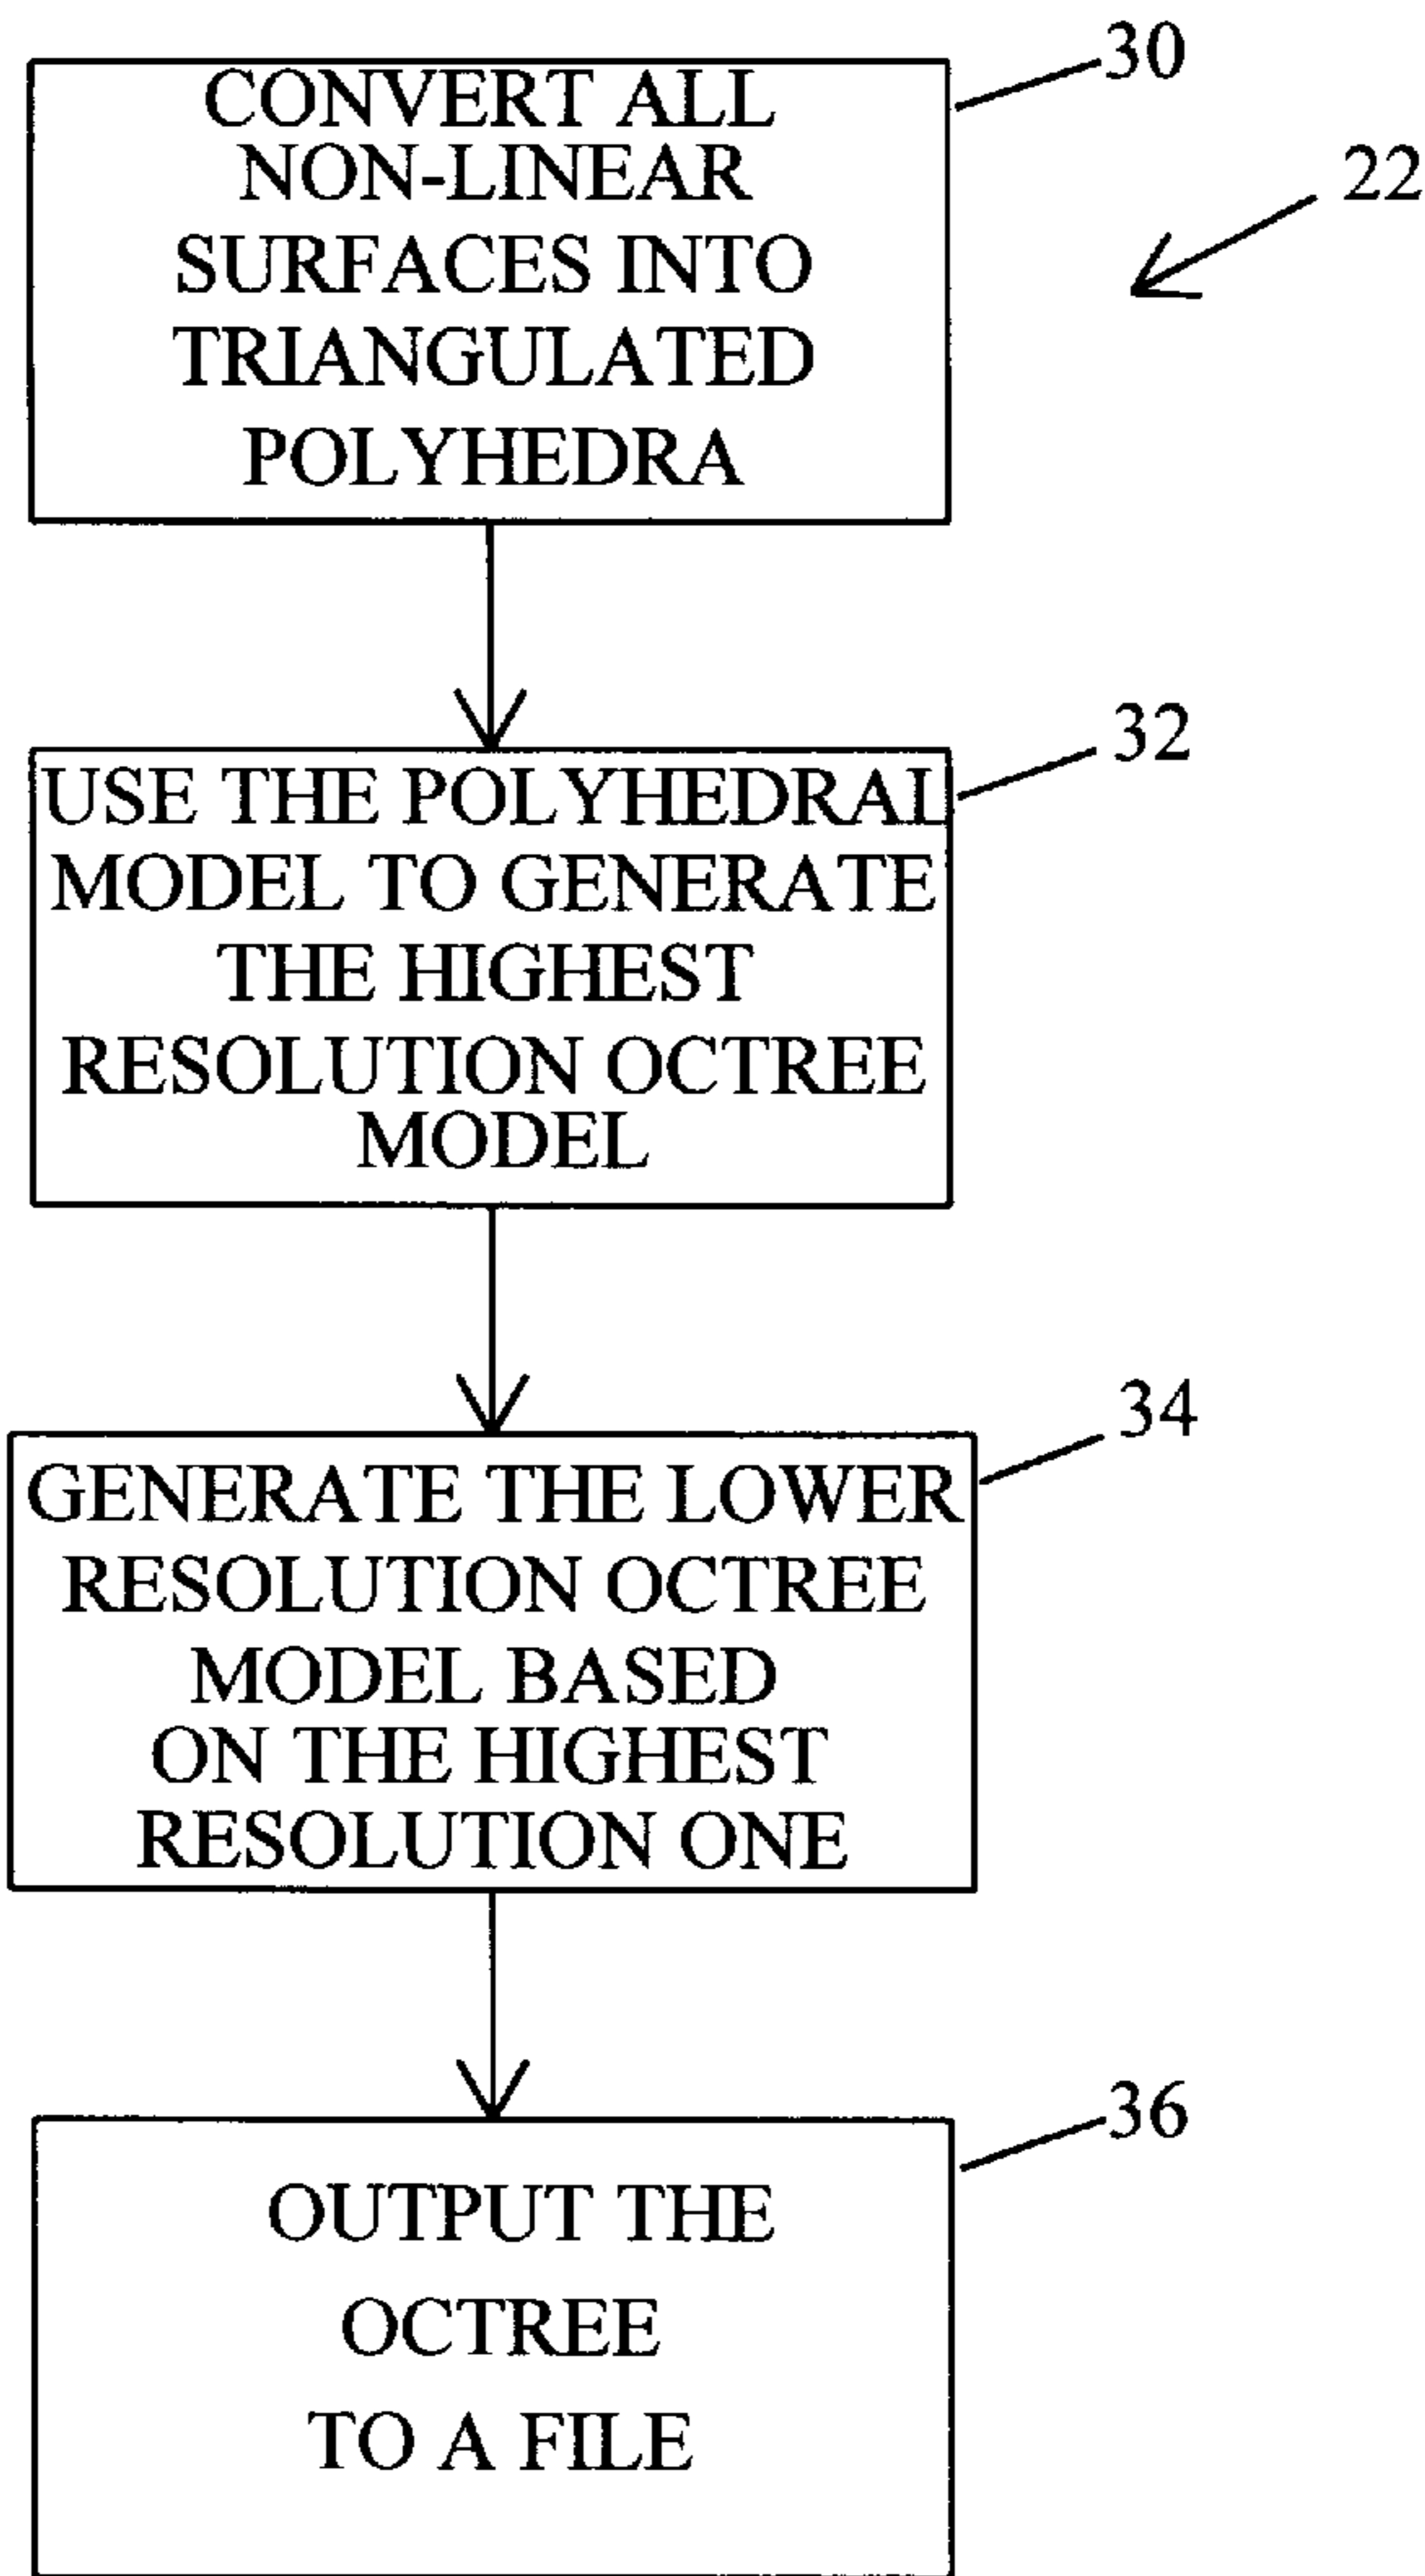 CONVERT ALL
NON-LINEAR
SURFACES INTO
TRIANGULATED
POLYHEDRA
30
22
USE THE POLYHEDRAL
MODEL TO GENERATE
THE HIGHEST
RESOLUTION OCTREE
MODEL
32
GENERATE THE LOWER
RESOLUTION OCTREE
MODEL BASED
ON THE HIGHEST
RESOLUTION ONE
34
OUTPUT THE
OCTREE
TO A FILE
36